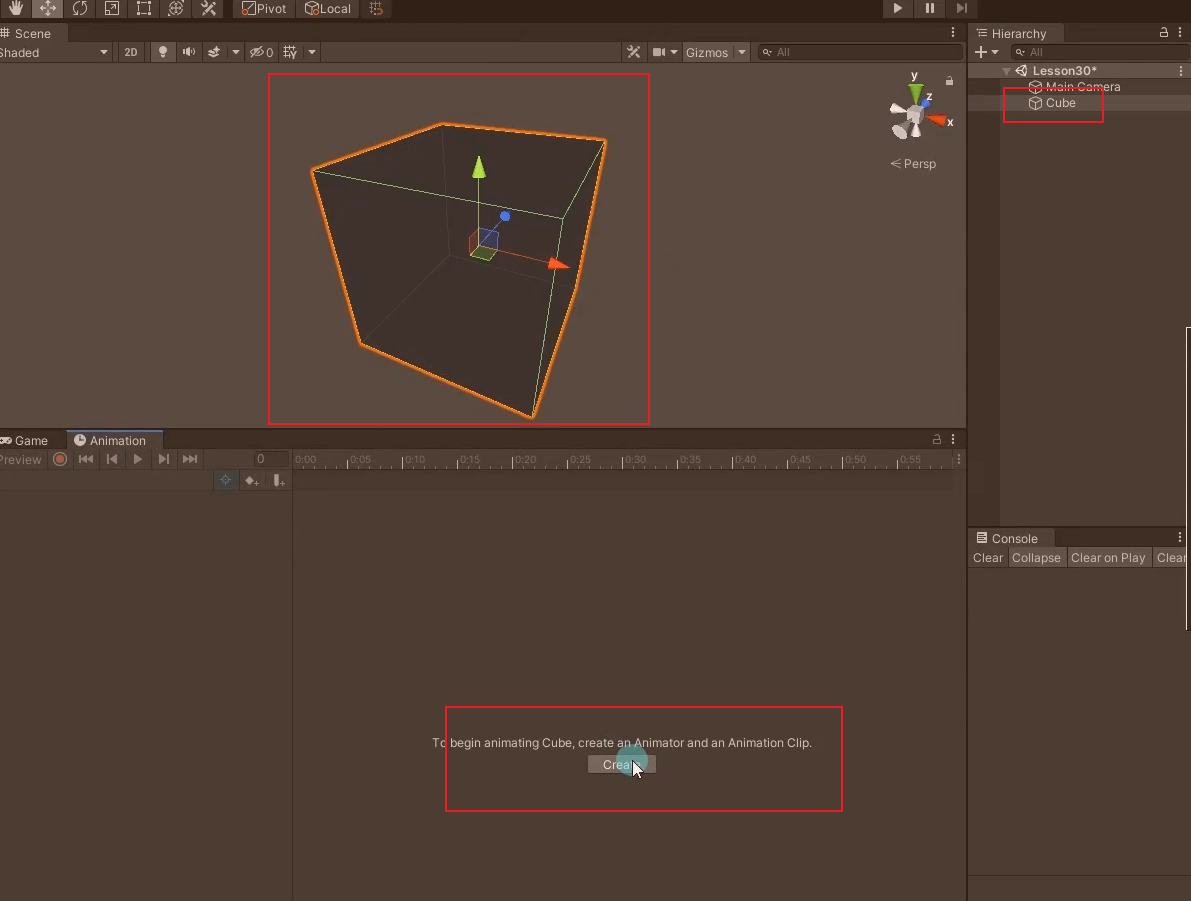 Pivot Local
Scene
Shaded 2D 0 Gizmos All
y
z
x
Persp
Hierarchy
All
Lesson30*
Main Camera
Cube
Game Animation
Preview 0 0:00 0:05 0:10 0:15 0:20 0:25 0:30 0:35 0:40 0:45 0:50 0:55
To begin animating Cube, create an Animator and an Animation Clip.
Create
Console
Clear Collapse Clear on Play Clear